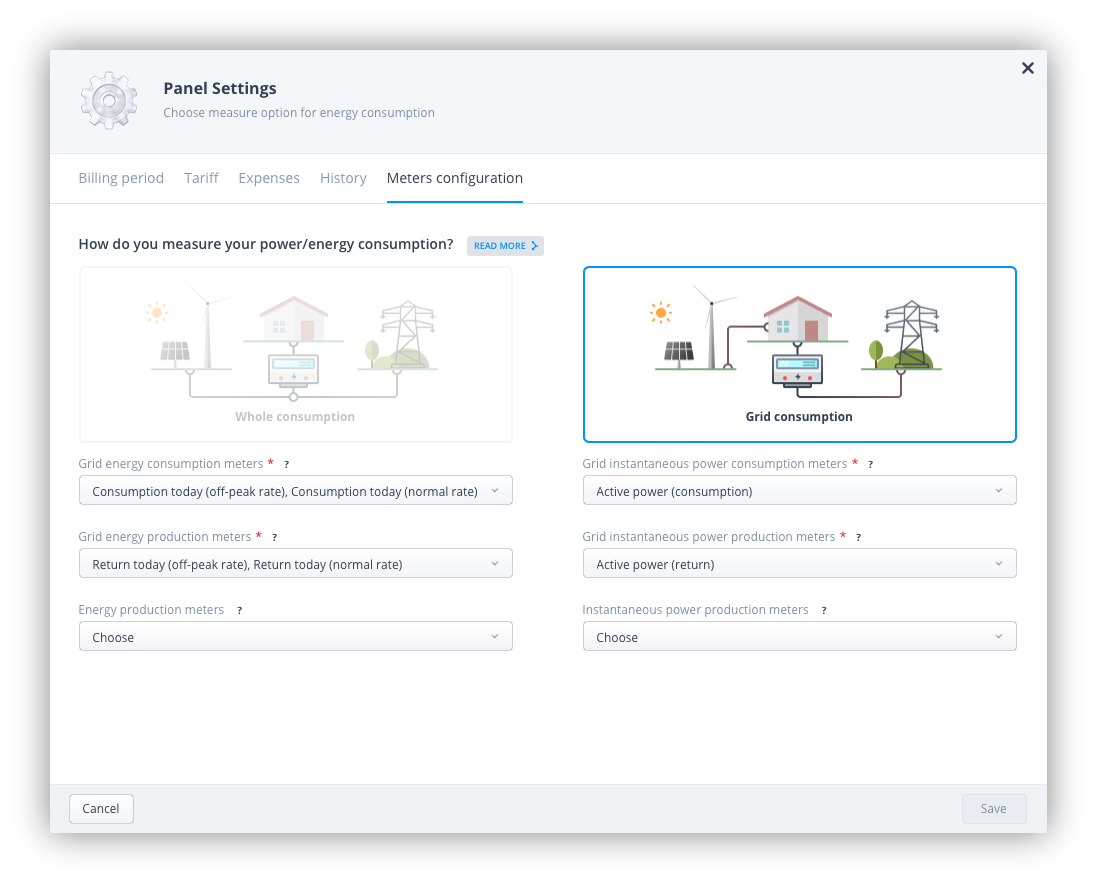 Panel Settings
Choose measure option for energy consumption
Billing period Tariff Expenses History Meters configuration
How do you measure your power/energy consumption? READ MORE
Whole consumption
Grid consumption
Grid energy consumption meters * ?
Grid instantaneous power consumption meters * ?
Consumption today (off-peak rate), Consumption today (normal rate)
Active power (consumption)
Grid energy production meters * ?
Grid instantaneous power production meters * ?
Return today (off-peak rate), Return today (normal rate)
Active power (return)
Energy production meters ?
Instantaneous power production meters ?
Choose
Choose
Cancel
Save